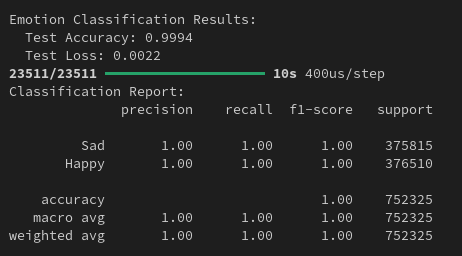 Emotion Classification Results:
Test Accuracy: 0.9994
Test Loss: 0.0022
23511/23511 ━━━━━━━━━━━━━━━━━━━━ 10s 400us/step
Classification Report:
precision recall f1-score support
Sad 1.00 1.00 1.00 375815
Happy 1.00 1.00 1.00 376510
accuracy 1.00 752325
macro avg 1.00 1.00 1.00 752325
weighted avg 1.00 1.00 1.00 752325